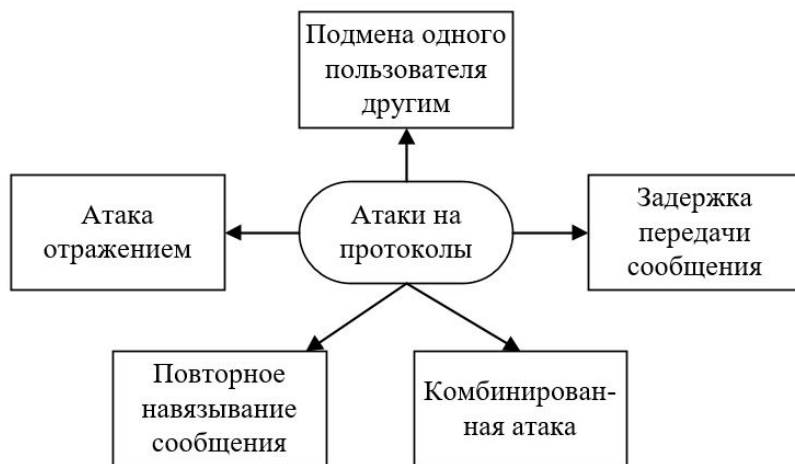 Подмена одного
пользователя
другим
Атака
отражением
Атаки на
протоколы
Задержка
передачи
сообщения
Повторное
навязывание
сообщения
Комбинирован-
ная атака